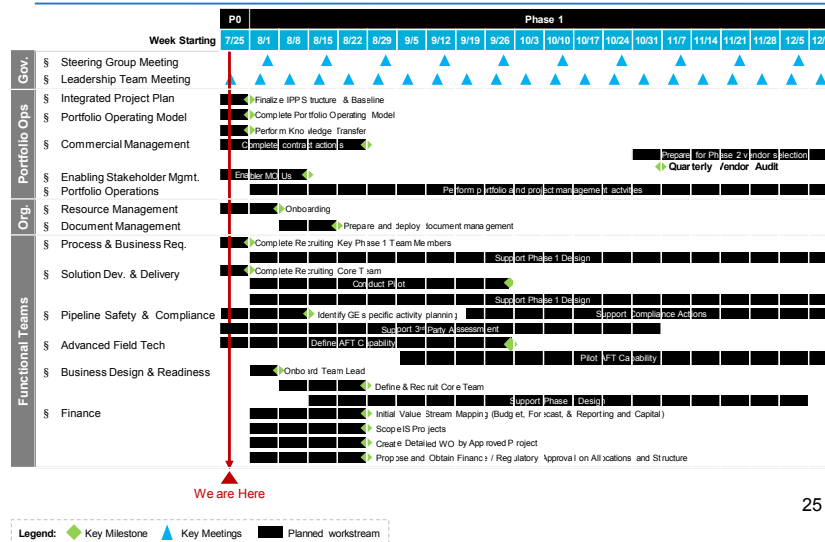 P0 Phase 1
Week Starting 7/25 8/1 8/8 8/15 8/22 8/29 9/5 9/12 9/19 9/26 10/3 10/10 10/17 10/24 10/31 11/7 11/14 11/21 11/28 12/5 12/
Gov.
§ Steering Group Meeting
§ Leadership Team Meeting
Portfolio Ops
§ Integrated Project Plan
Finalize IPP Structure & Baseline
§ Portfolio Operating Model
Complete Portfolio Operating Model
Perform Knowledge Transfer
§ Commercial Management
Complete contract actions
Prepare for Phase 2 vendor selection
Quarterly Vendor Audit
§ Enabling Stakeholder Mgmt.
Enabler MOUs
§ Portfolio Operations
Perform portfolio and project management activities
Org.
§ Resource Management
Onboarding
§ Document Management
Prepare and deploy document management
Functional Teams
§ Process & Business Req.
Complete Recruiting Key Phase 1 Team Members
Support Phase 1 Design
§ Solution Dev. & Delivery
Complete Recruiting Core Team
Conduct Pilot
Support Phase 1 Design
§ Pipeline Safety & Compliance
Identify GE specific activity planning
Support Compliance Actions
Support 3rd Party Assessment
§ Advanced Field Tech
Define AFT Capability
Pilot AFT Capability
§ Business Design & Readiness
Onboard Team Lead
Define & Recruit Core Team
Support Phase 1 Design
§ Finance
Initial Value Stream Mapping (Budget, Forecast, & Reporting and Capital)
Scope IS Projects
Create Detailed WO by Approved Project
Propose and Obtain Finance / Regulatory Approval on Allocations and Structure
We are Here
25
Legend: Key Milestone Key Meetings Planned workstream